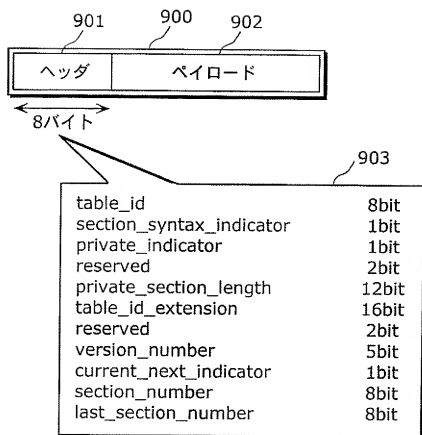 901 900 902
ヘッダ ペイロード
8バイト
903
table_id 8bit
section_syntax_indicator 1bit
private_indicator 1bit
reserved 2bit
private_section_length 12bit
table_id_extension 16bit
reserved 2bit
version_number 5bit
current_next_indicator 1bit
section_number 8bit
last_section_number 8bit